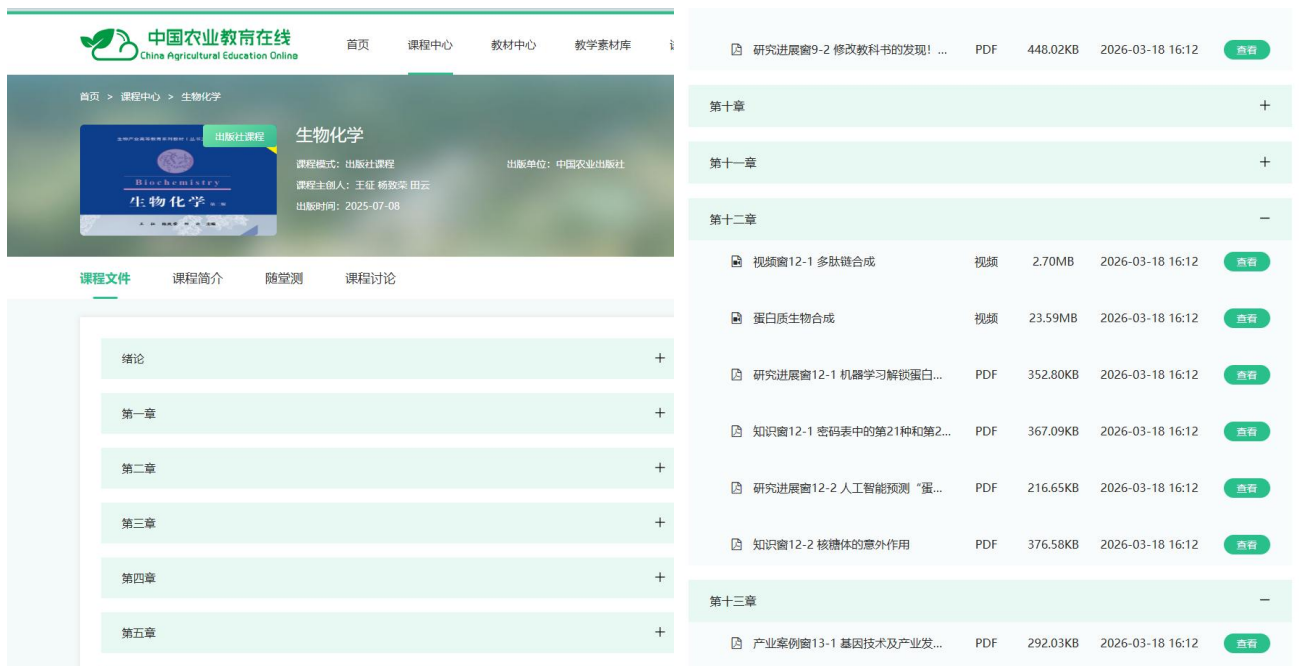 中国农业教育在线
China Agricultural Education Online
首页 课程中心 教材中心 教学素材库
首页 > 课程中心 > 生物化学
出版社课程
Biochemistry
生物化学
生物化学
课程模式：出版社课程 出版单位：中国农业出版社
课程主创人：王征 杨致荣 田云
出版时间：2025-07-08
课程文件 课程简介 随堂测 课程讨论
绪论 +
第一章 +
第二章 +
第三章 +
第四章 +
第五章 +
研究进展窗9-2 修改教科书的发现！... PDF 448.02KB 2026-03-18 16:12 查看
第十章 +
第十一章 +
第十二章 −
视频窗12-1 多肽链合成 视频 2.70MB 2026-03-18 16:12 查看
蛋白质生物合成 视频 23.59MB 2026-03-18 16:12 查看
研究进展窗12-1 机器学习解锁蛋白... PDF 352.80KB 2026-03-18 16:12 查看
知识窗12-1 密码表中的第21种和第2... PDF 367.09KB 2026-03-18 16:12 查看
研究进展窗12-2 人工智能预测“蛋... PDF 216.65KB 2026-03-18 16:12 查看
知识窗12-2 核糖体的意外作用 PDF 376.58KB 2026-03-18 16:12 查看
第十三章 −
产业案例窗13-1 基因技术及产业发... PDF 292.03KB 2026-03-18 16:12 查看